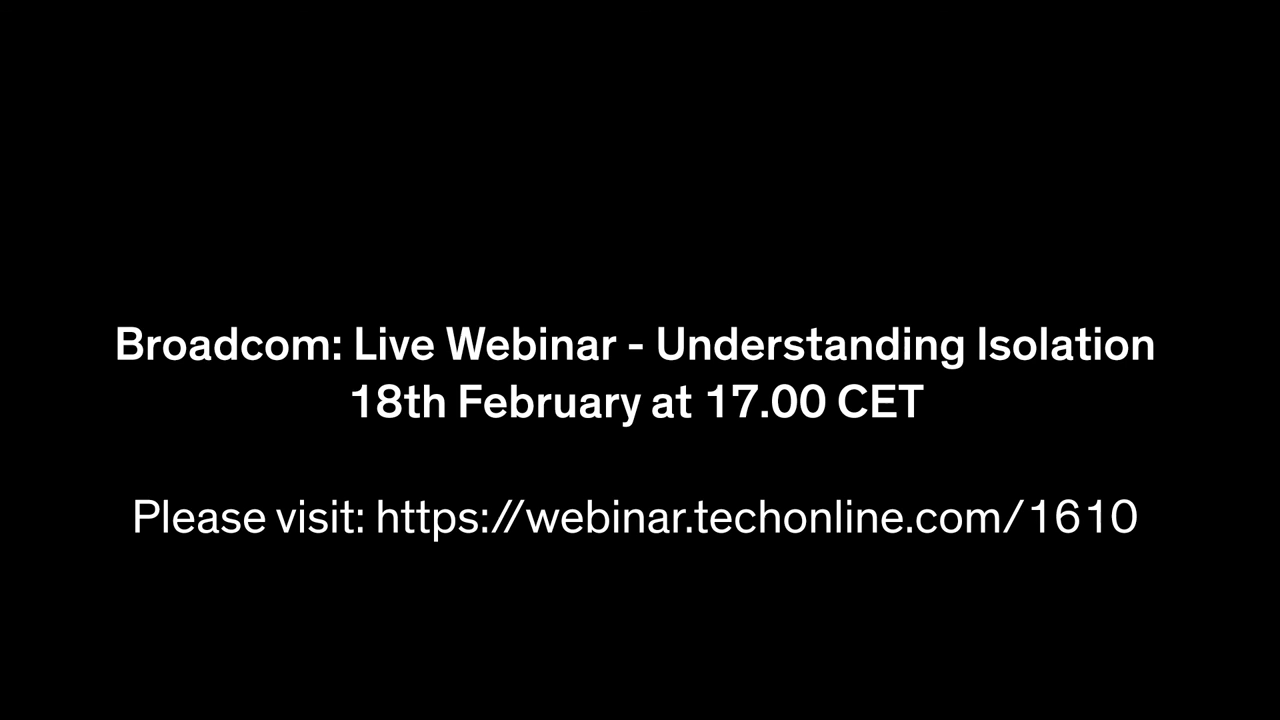 Broadcom: Live Webinar - Understanding Isolation
18th February at 17.00 CET
Please visit: https://webinar.techonline.com/1610